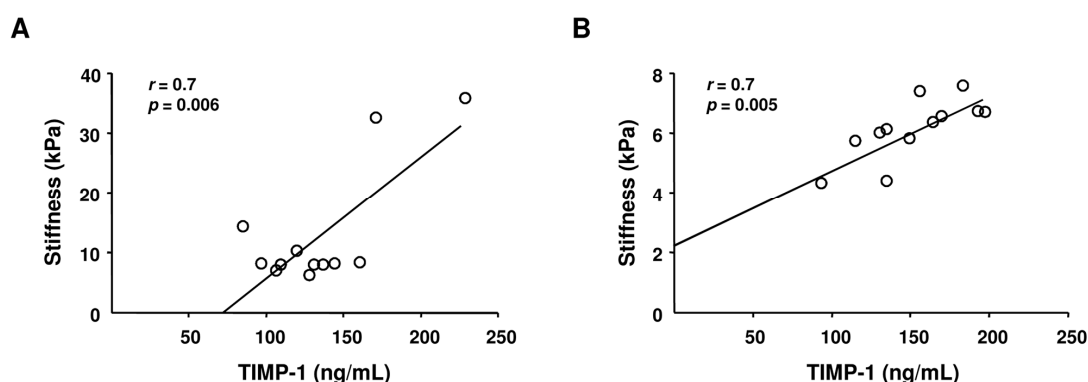 A
r = 0.7
p = 0.006
Stiffness (kPa)
40
30
20
10
0
50
100
150
200
250
TIMP-1 (ng/mL)
B
r = 0.7
p = 0.005
Stiffness (kPa)
8
6
4
2
0
50
100
150
200
250
TIMP-1 (ng/mL)